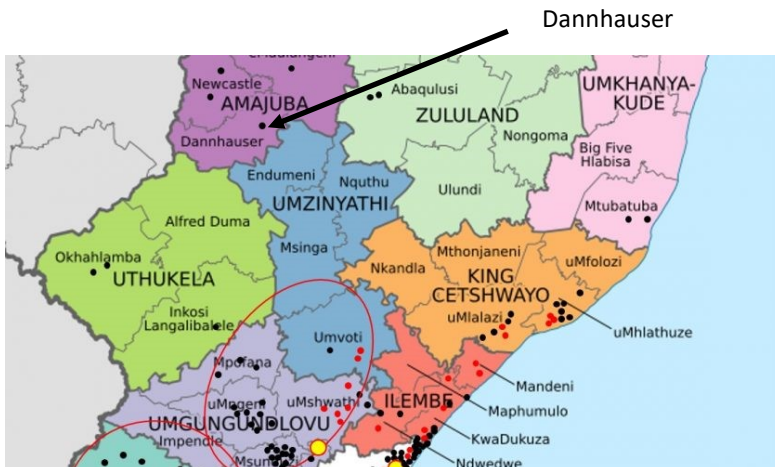 Dannhauser
Newcastle
AMAJUBA
Dannhauser
Abaqulusi
ZULULAND
Nongoma
Ulundi
UMKHANYA-
KUDE
Big Five
Hlabisa
Mtubatuba
Endumeni
Nquthu
UMZINYATHI
Msinga
Umvoti
Alfred Duma
Okhahlamba
UTHUKELA
Inkosi
Langalibalele
Mthonjaneni
Nkandla
KING
CETSHWAYO
uMfolozi
uMlalazi
uMhlathuze
Mpofana
uMngeni
uMshwathi
UMGUNGUNDLOVU
Impendle
ILEMBE
Mandeni
Maphumulo
KwaDukuza
Ndwedwe